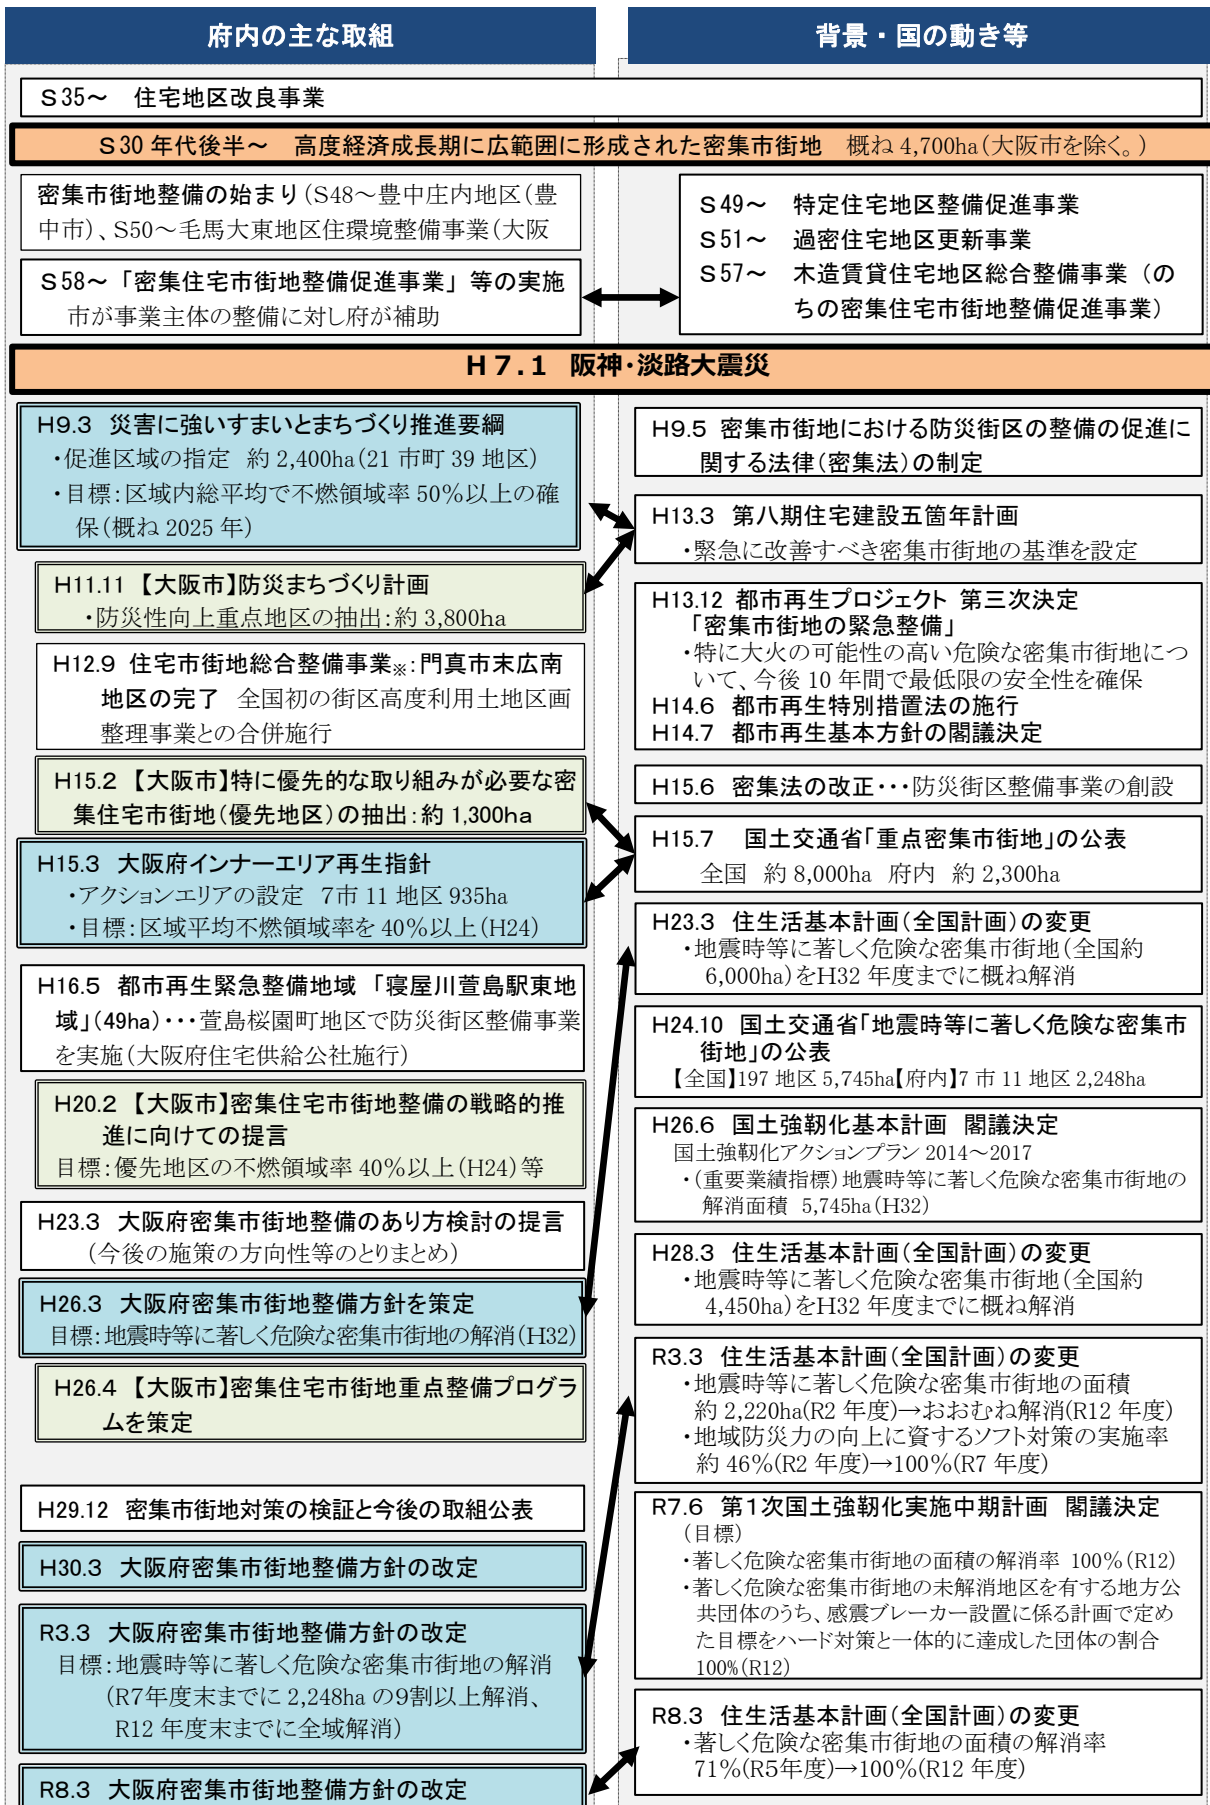 府内の主な取組
背景・国の動き等
S35～　住宅地区改良事業
S30 年代後半～　高度経済成長期に広範囲に形成された密集市街地　概ね 4,700ha（大阪市を除く。）
密集市街地整備の始まり（S48～豊中庄内地区（豊
中市）、S50～毛馬大東地区住環境整備事業（大阪
S58～「密集住宅市街地整備促進事業」等の実施
市が事業主体の整備に対し府が補助
S49～　特定住宅地区整備促進事業
S51～　過密住宅地区更新事業
S57～　木造賃貸住宅地区総合整備事業（の
ちの密集住宅市街地整備促進事業）
H7.1　阪神・淡路大震災
H9.3　災害に強いすまいとまちづくり推進要綱
・促進区域の指定　約 2,400ha（21 市町 39 地区）
・目標：区域内総平均で不燃領域率 50％以上の確
保（概ね 2025 年）
H11.11 【大阪市】防災まちづくり計画
・防災性向上重点地区の抽出：約 3,800ha
H12.9　住宅市街地総合整備事業※：門真市末広南
地区の完了　全国初の街区高度利用土地区画
整理事業との合併施行
H15.2 【大阪市】特に優先的な取り組みが必要な密
集住宅市街地（優先地区）の抽出：約 1,300ha
H15.3　大阪府インナーエリア再生指針
・アクションエリアの設定　7市 11 地区 935ha
・目標：区域平均不燃領域率を 40％以上（H24）
H16.5　都市再生緊急整備地域　「寝屋川萱島駅東地
域」（49ha）・・・萱島桜園町地区で防災街区整備事業
を実施（大阪府住宅供給公社施行）
H20.2 【大阪市】密集住宅市街地整備の戦略的推
進に向けての提言
目標：優先地区の不燃領域率 40％以上（H24）等
H23.3　大阪府密集市街地整備のあり方検討の提言
（今後の施策の方向性等のとりまとめ）
H26.3　大阪府密集市街地整備方針を策定
目標：地震時等に著しく危険な密集市街地の解消（H32）
H26.4 【大阪市】密集住宅市街地重点整備プログラ
ムを策定
H29.12　密集市街地対策の検証と今後の取組公表
H30.3　大阪府密集市街地整備方針の改定
R3.3　大阪府密集市街地整備方針の改定
目標：地震時等に著しく危険な密集市街地の解消
（R7年度末までに 2,248ha の９割以上解消、
R12 年度末までに全域解消）
R8.3　大阪府密集市街地整備方針の改定
H9.5　密集市街地における防災街区の整備の促進に
関する法律（密集法）の制定
H13.3　第八期住宅建設五箇年計画
・緊急に改善すべき密集市街地の基準を設定
H13.12 都市再生プロジェクト　第三次決定
「密集市街地の緊急整備」
・特に大火の可能性の高い危険な密集市街地につ
いて、今後 10 年間で最低限の安全性を確保
H14.6　都市再生特別措置法の施行
H14.7　都市再生基本方針の閣議決定
H15.6　密集法の改正・・・防災街区整備事業の創設
H15.7　国土交通省「重点密集市街地」の公表
全国　約 8,000ha　府内　約 2,300ha
H23.3　住生活基本計画（全国計画）の変更
・地震時等に著しく危険な密集市街地（全国約
6,000ha）をH32 年度までに概ね解消
H24.10　国土交通省「地震時等に著しく危険な密集市
街地」の公表
【全国】197 地区 5,745ha【府内】7 市 11 地区 2,248ha
H26.6　国土強靱化基本計画　閣議決定
国土強靱化アクションプラン 2014～2017
・（重要業績指標）地震時等に著しく危険な密集市街地の
解消面積　5,745ha（H32）
H28.3　住生活基本計画（全国計画）の変更
・地震時等に著しく危険な密集市街地（全国約
4,450ha）をH32 年度までに概ね解消
R3.3　住生活基本計画（全国計画）の変更
・地震時等に著しく危険な密集市街地の面積
約 2,220ha(R2 年度)→おおむね解消(R12 年度)
・地域防災力の向上に資するソフト対策の実施率
約 46％(R2 年度)→100％(R7 年度)
R7.6　第１次国土強靱化実施中期計画　閣議決定
（目標）
・著しく危険な密集市街地の面積の解消率 100％(R12)
・著しく危険な密集市街地の未解消地区を有する地方公
共団体のうち、感震ブレーカー設置に係る計画で定め
た目標をハード対策と一体的に達成した団体の割合
100％(R12)
R8.3　住生活基本計画（全国計画）の変更
・著しく危険な密集市街地の面積の解消率
71％(R5年度)→100％(R12 年度)